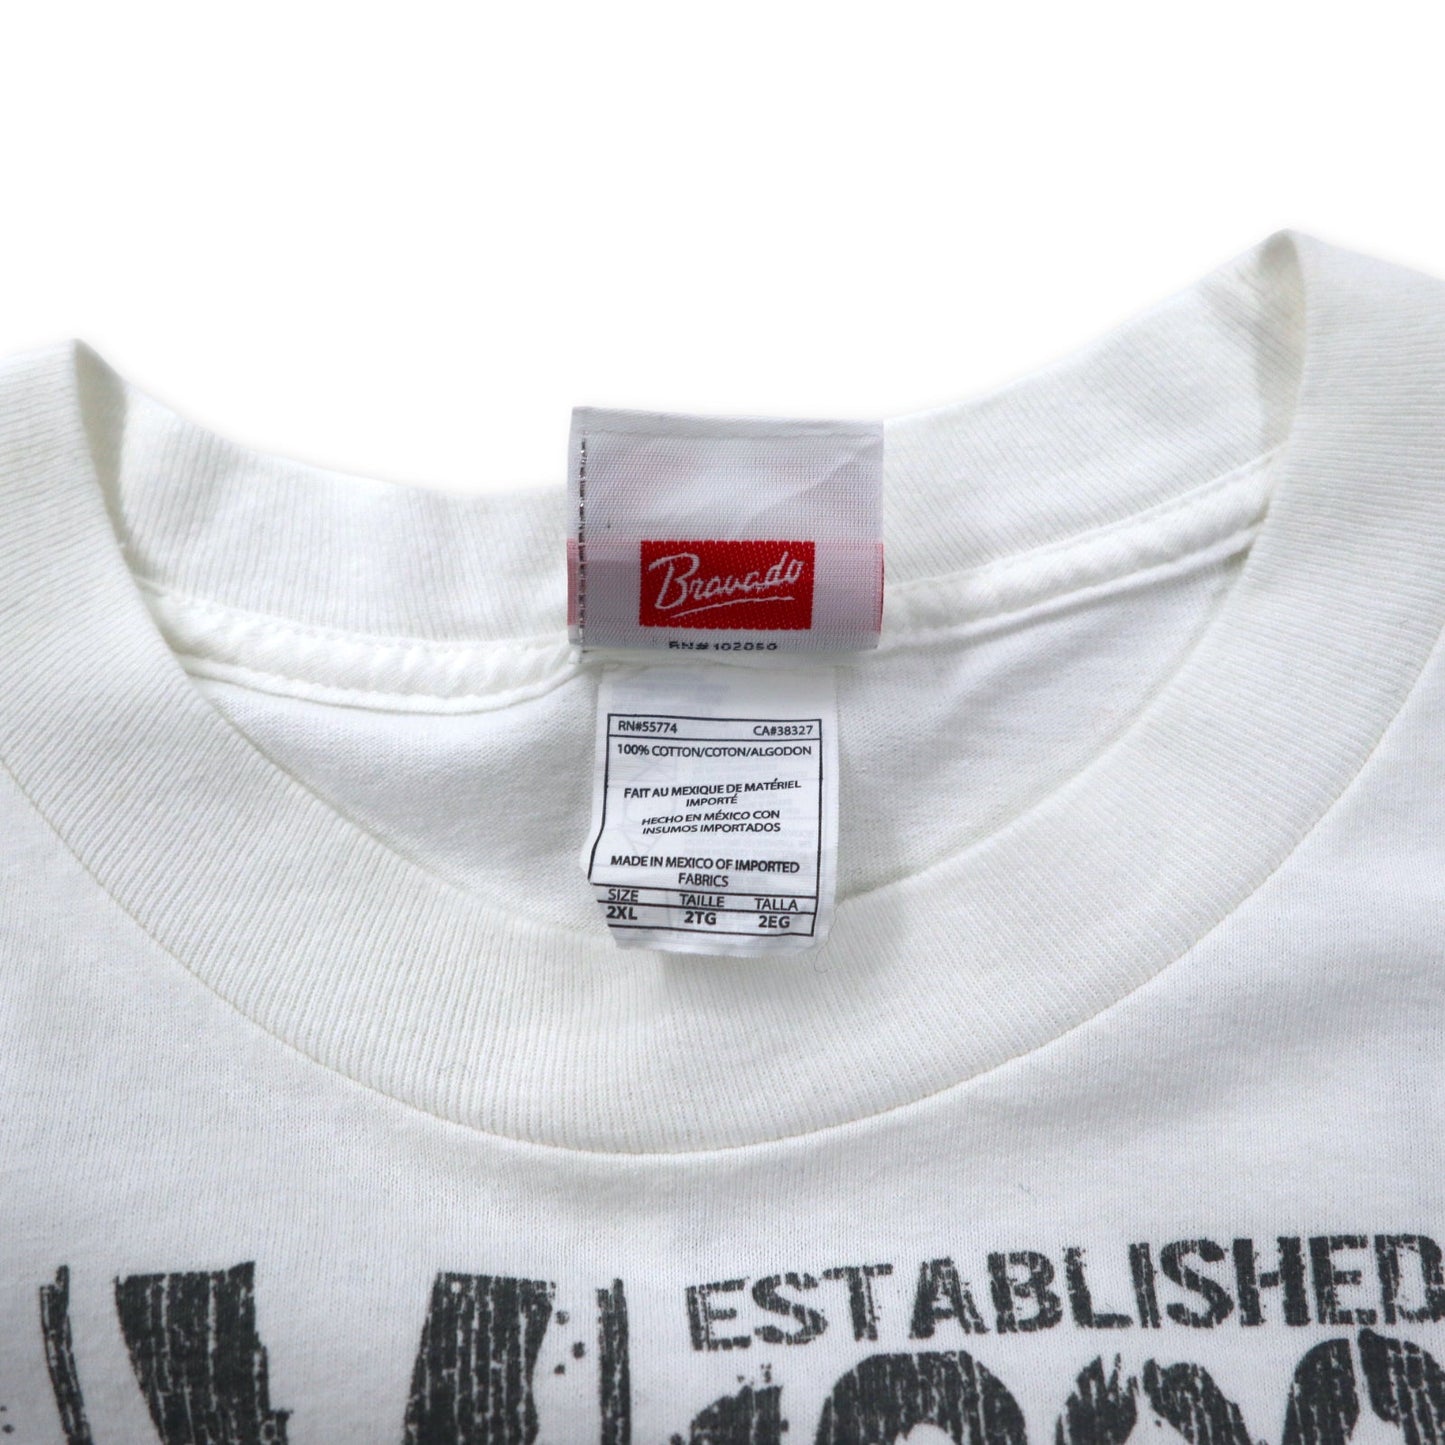 Bravado
RN#102050
RN#55774 CA#38327
100% COTTON/COTON/ALGODON
FAIT AU MEXIQUE DE MATÉRIEL
IMPORTÉ
HECHO EN MÉXICO CON
INSUMOS IMPORTADOS
MADE IN MEXICO OF IMPORTED
FABRICS
SIZE TAILLE TALLA
2XL 2TG 2EG
ESTABLISHED